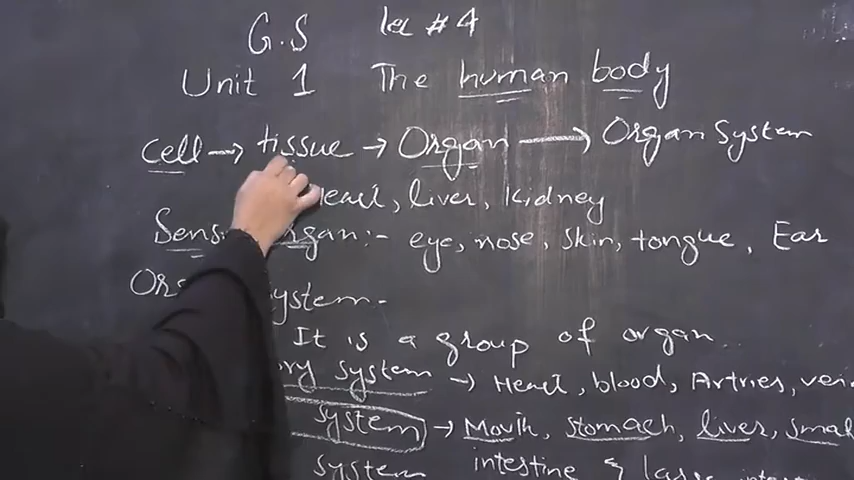 G.S lec #4
Unit 1 The human body
Cell → tissue → Organ → Organ System
Heart, liver, kidney
Organ:- eye, nose, skin, tongue, Ear
System-
It is a group of organ
system → Heart, blood, Artries,
system → Mouth, stomach, liver,
system intestine &